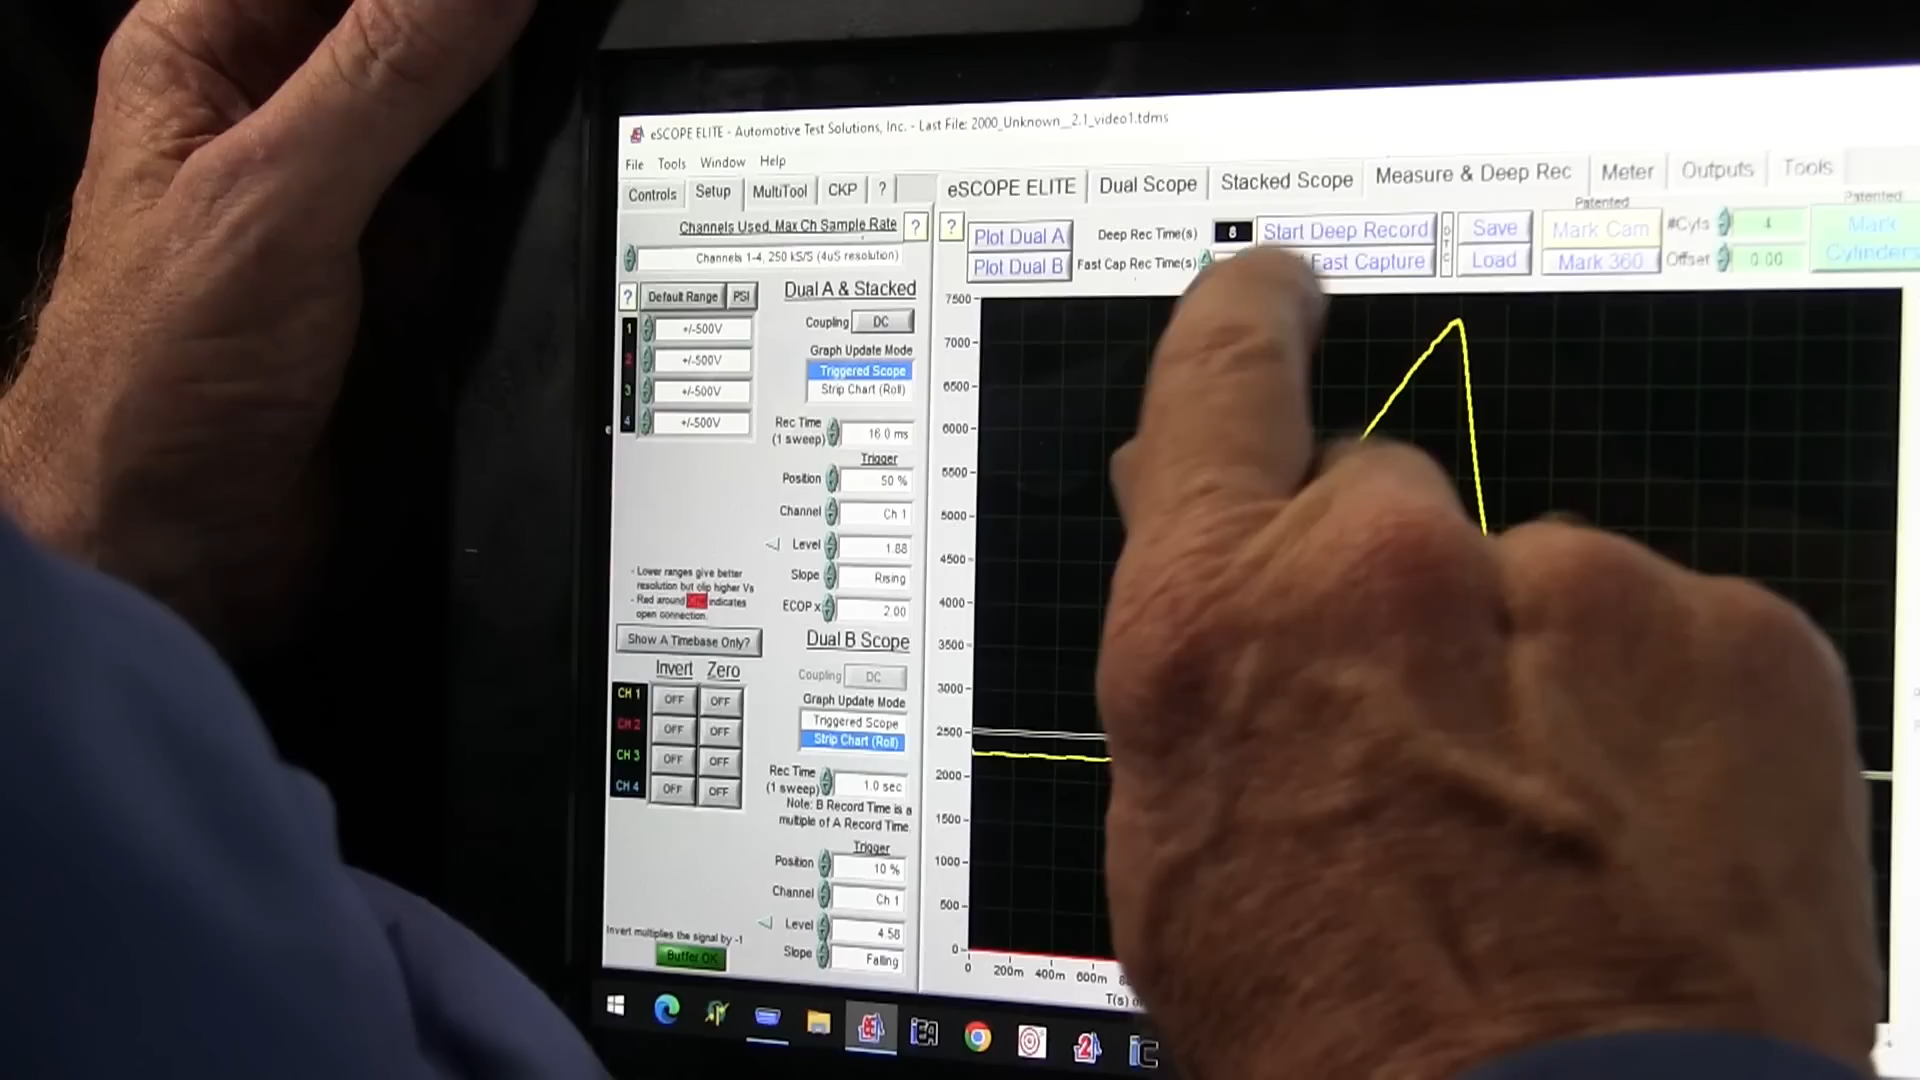 eSCOPE ELITE - Automotive Test Solutions, Inc. - Last File: 2000_Unknown__2.1_video1.tdms
File Tools Window Help
Controls Setup MultiTool CKP ?
eSCOPE ELITE Dual Scope Stacked Scope Measure & Deep Rec Meter Outputs Tools
Channels Used, Max Ch Sample Rate ?
Channels 1-4, 250 kS/S (4uS resolution)
? Default Range PSI
1 +/-500V
2 +/-500V
3 +/-500V
4 +/-500V
Dual A & Stacked
Coupling DC
Graph Update Mode
Triggered Scope
Strip Chart (Roll)
Rec Time
(1 sweep) 16.0 ms
Trigger
Position 50 %
Channel Ch 1
Level 1.88
Slope Rising
ECOP x 2.00
- Lower ranges give better
resolution but clip higher Vs
- Red around indicates
open connection.
Show A Timebase Only?
Invert Zero
CH 1 OFF OFF
CH 2 OFF OFF
CH 3 OFF OFF
CH 4 OFF OFF
Dual B Scope
Coupling DC
Graph Update Mode
Triggered Scope
Strip Chart (Roll)
Rec Time
(1 sweep) 1.0 sec
Note: B Record Time is a
multiple of A Record Time
Trigger
Position 10 %
Channel Ch 1
Level 4.58
Slope Falling
Invert multiplies the signal by -1
Buffer OK
?
Plot Dual A
Plot Dual B
Deep Rec Time(s) 8 Start Deep Record
Fast Cap Rec Time(s) Fast Capture
DTC
Save
Load
Patented
Mark Cam
Mark 360
#Cyls 4
Offset 0.00
Patented
Mark
Cylinders
7500
7000
6500
6000
5500
5000
4500
4000
3500
3000
2500
2000
1500
1000
500
0
0 200m 400m 600m
T(s)